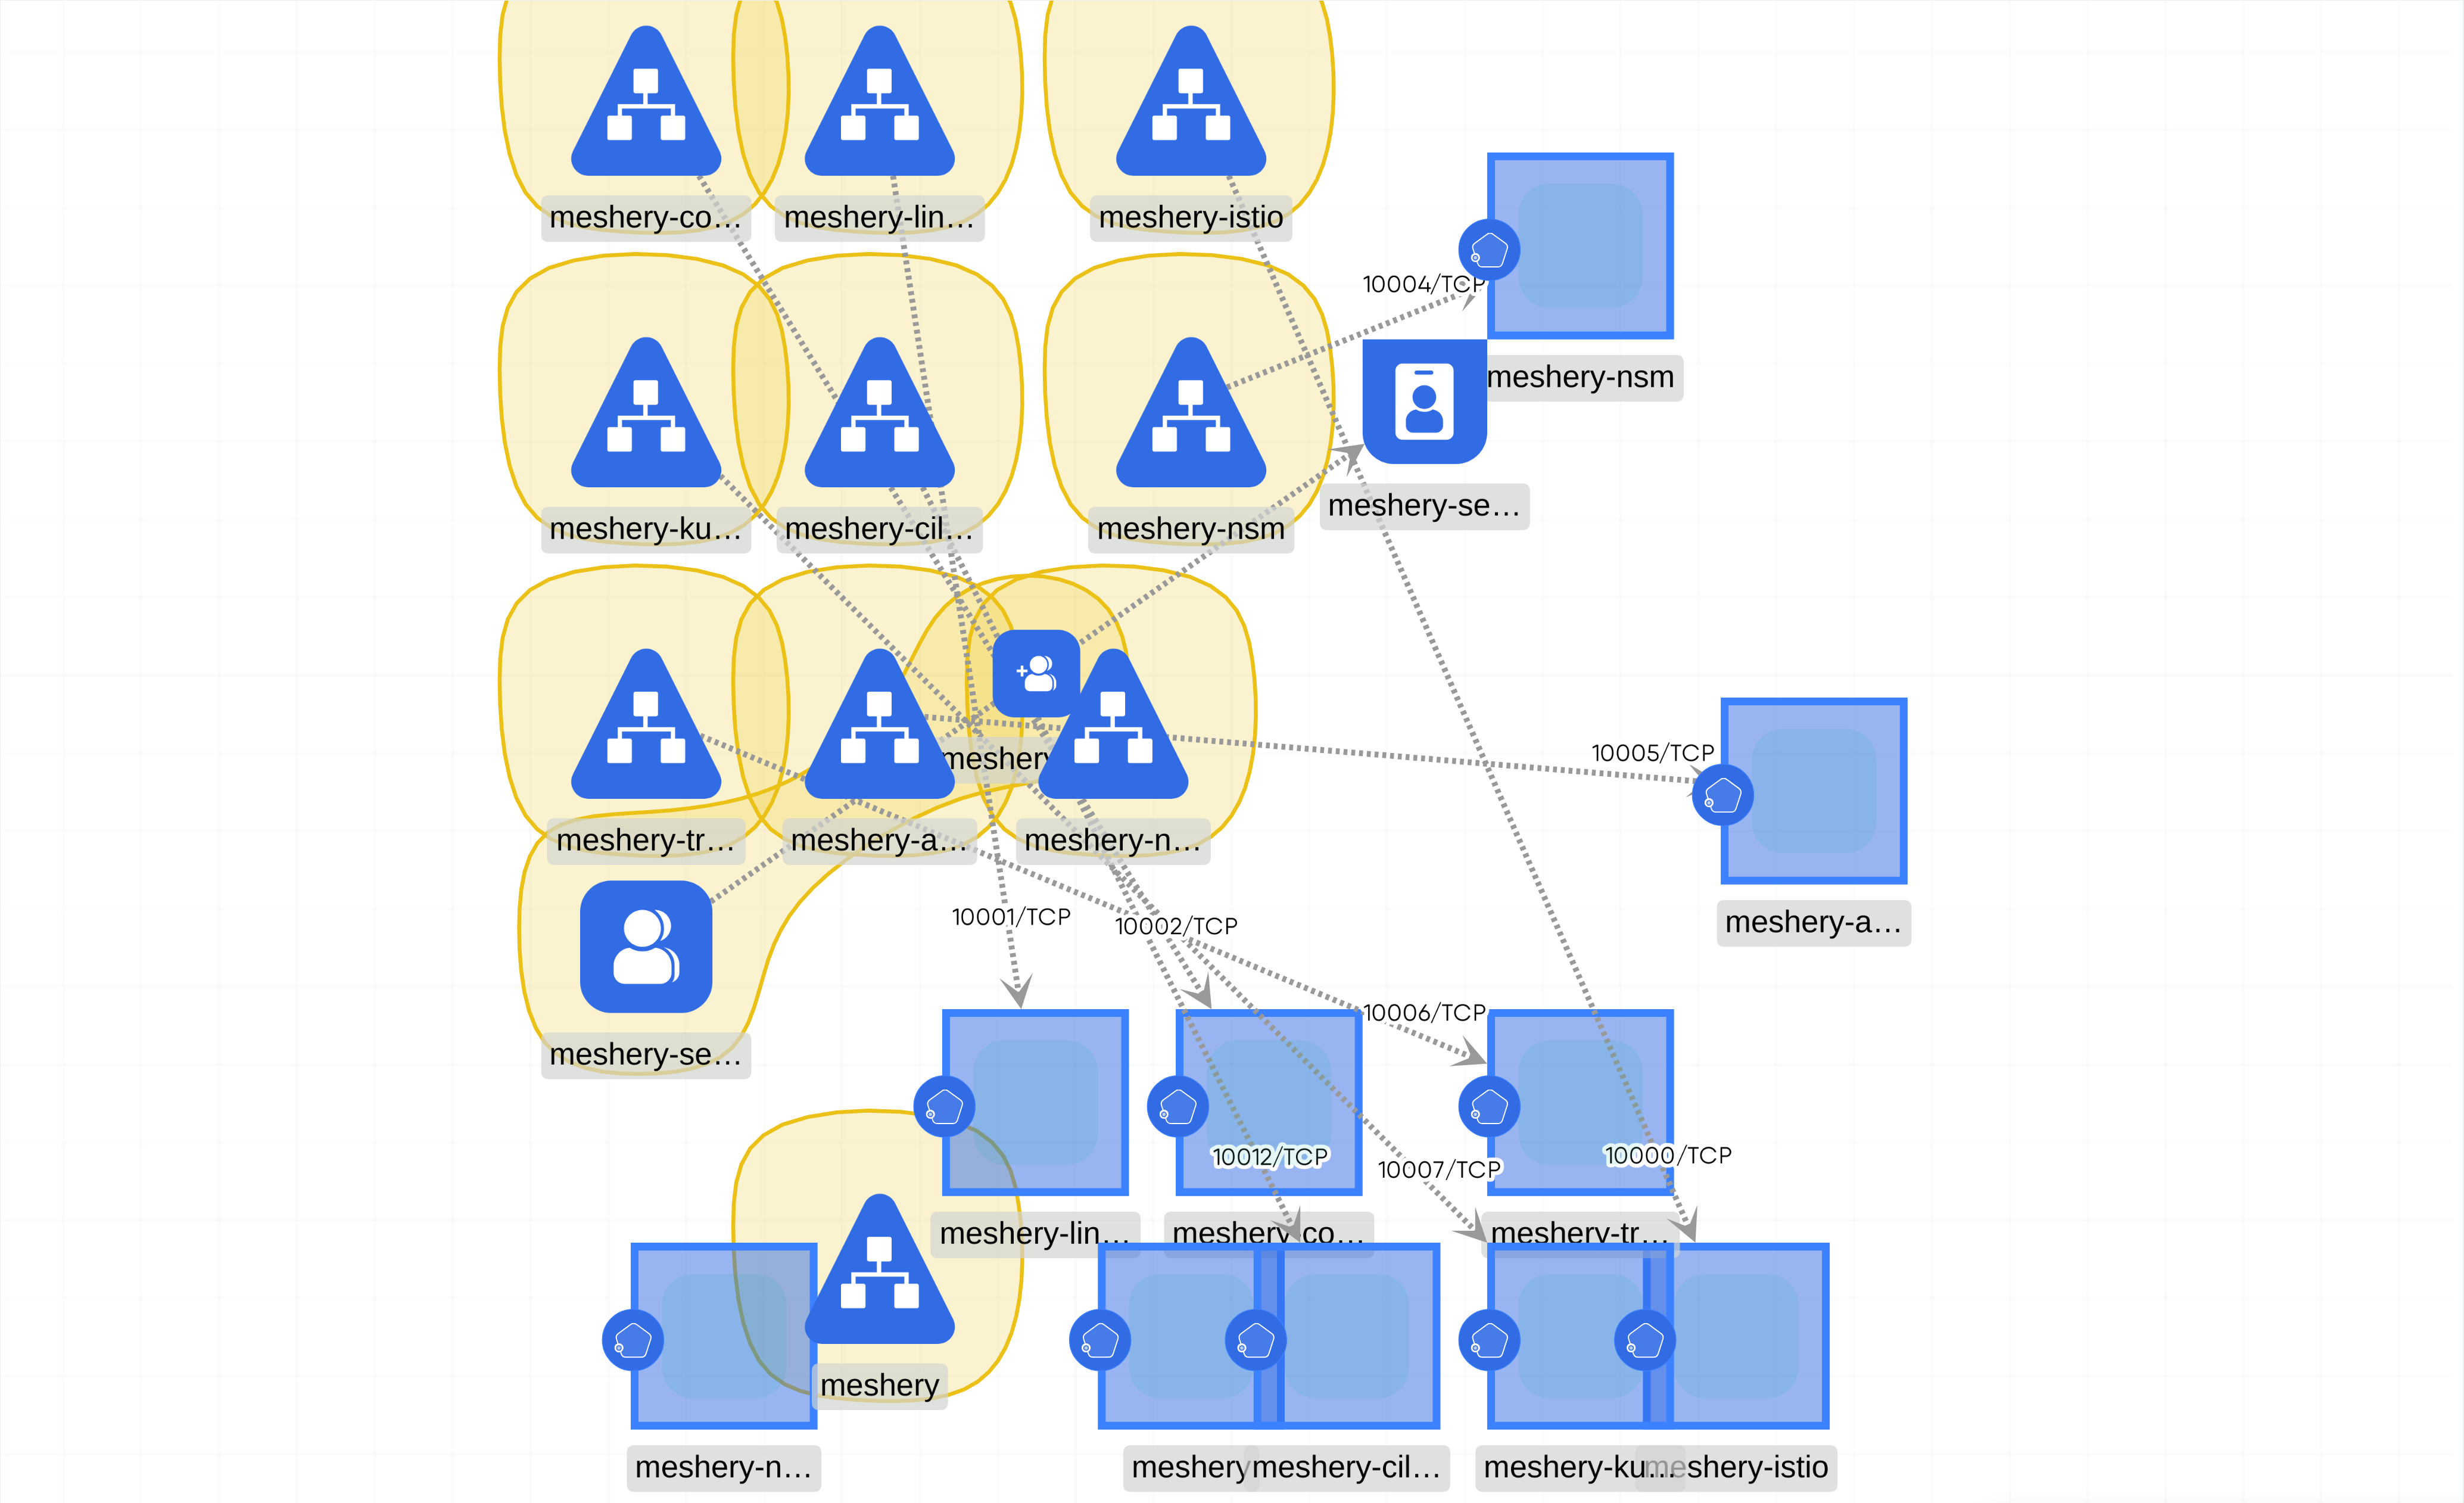 meshery-co…
meshery-lin…
meshery-istio
10004/TCP
meshery-nsm
meshery-se…
meshery-ku…
meshery-cil…
meshery-nsm
meshery
10005/TCP
meshery-tr…
meshery-a…
meshery-n…
10001/TCP
10002/TCP
meshery-a…
10006/TCP
meshery-se…
10012/TCP
10007/TCP
10000/TCP
meshery-lin…
meshery-co…
meshery-tr…
meshery
meshery-n…
meshery
meshery-cil…
meshery-ku…
meshery-istio